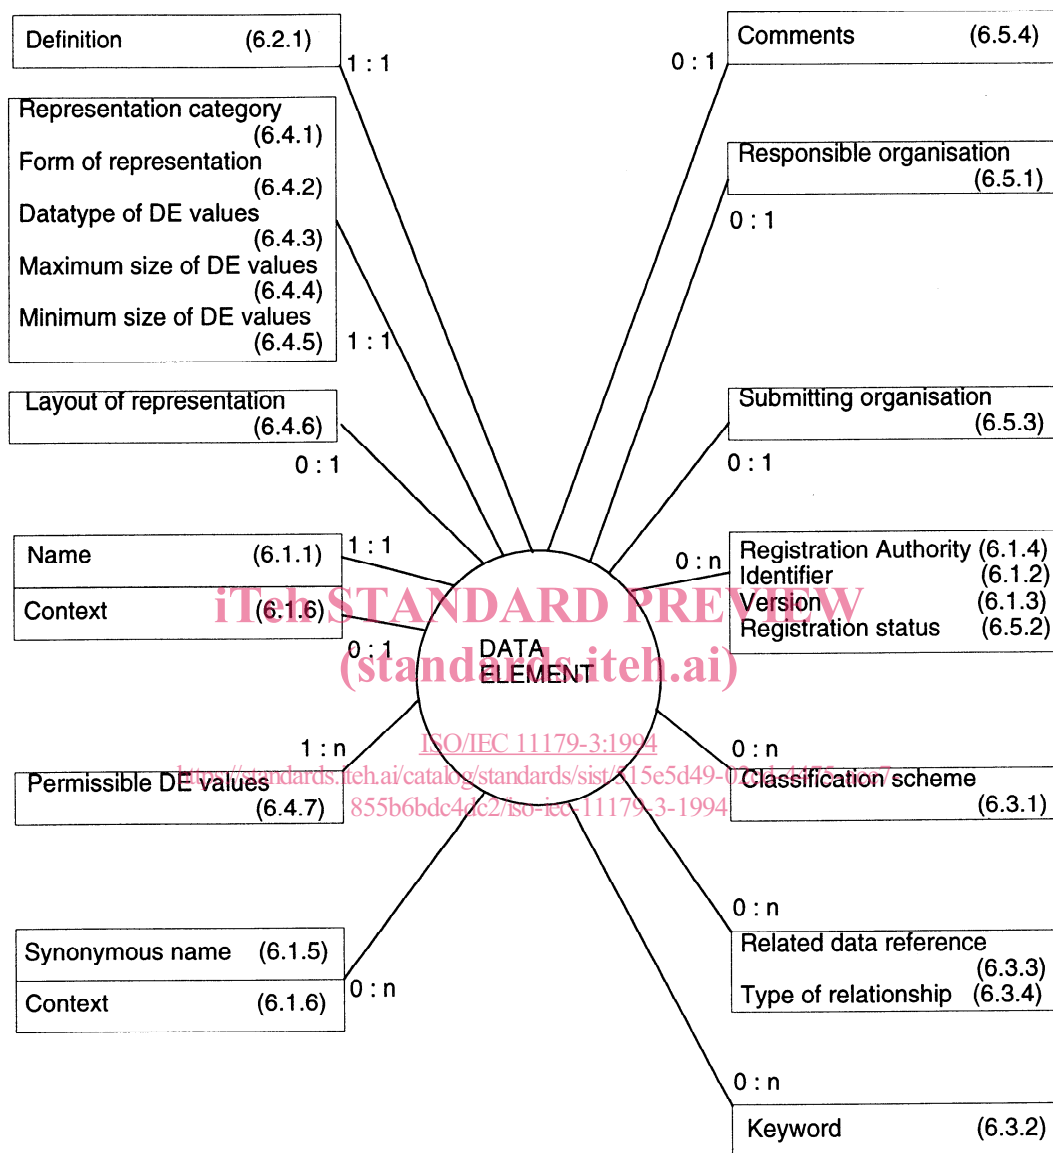 Definition (6.2.1)
1 : 1
Representation category
(6.4.1)
Form of representation
(6.4.2)
Datatype of DE values
(6.4.3)
Maximum size of DE values
(6.4.4)
Minimum size of DE values
(6.4.5)
1 : 1
Layout of representation
(6.4.6)
0 : 1
Name (6.1.1)
1 : 1
Context (6.1.6)
0 : 1
1 : n
Permissible DE values
(6.4.7)
Synonymous name (6.1.5)
Context (6.1.6)
0 : n
DATA
ELEMENT
Comments (6.5.4)
0 : 1
Responsible organisation
(6.5.1)
0 : 1
Submitting organisation
(6.5.3)
0 : 1
0 : n
Registration Authority (6.1.4)
Identifier (6.1.2)
Version (6.1.3)
Registration status (6.5.2)
0 : n
Classification scheme
(6.3.1)
0 : n
Related data reference
(6.3.3)
Type of relationship (6.3.4)
0 : n
Keyword (6.3.2)
iTeh STANDARD PREVIEW
(standards.iteh.ai)
ISO/IEC 11179-3:1994
855b6bdc4dc2/iso-iec-11179-3-1994